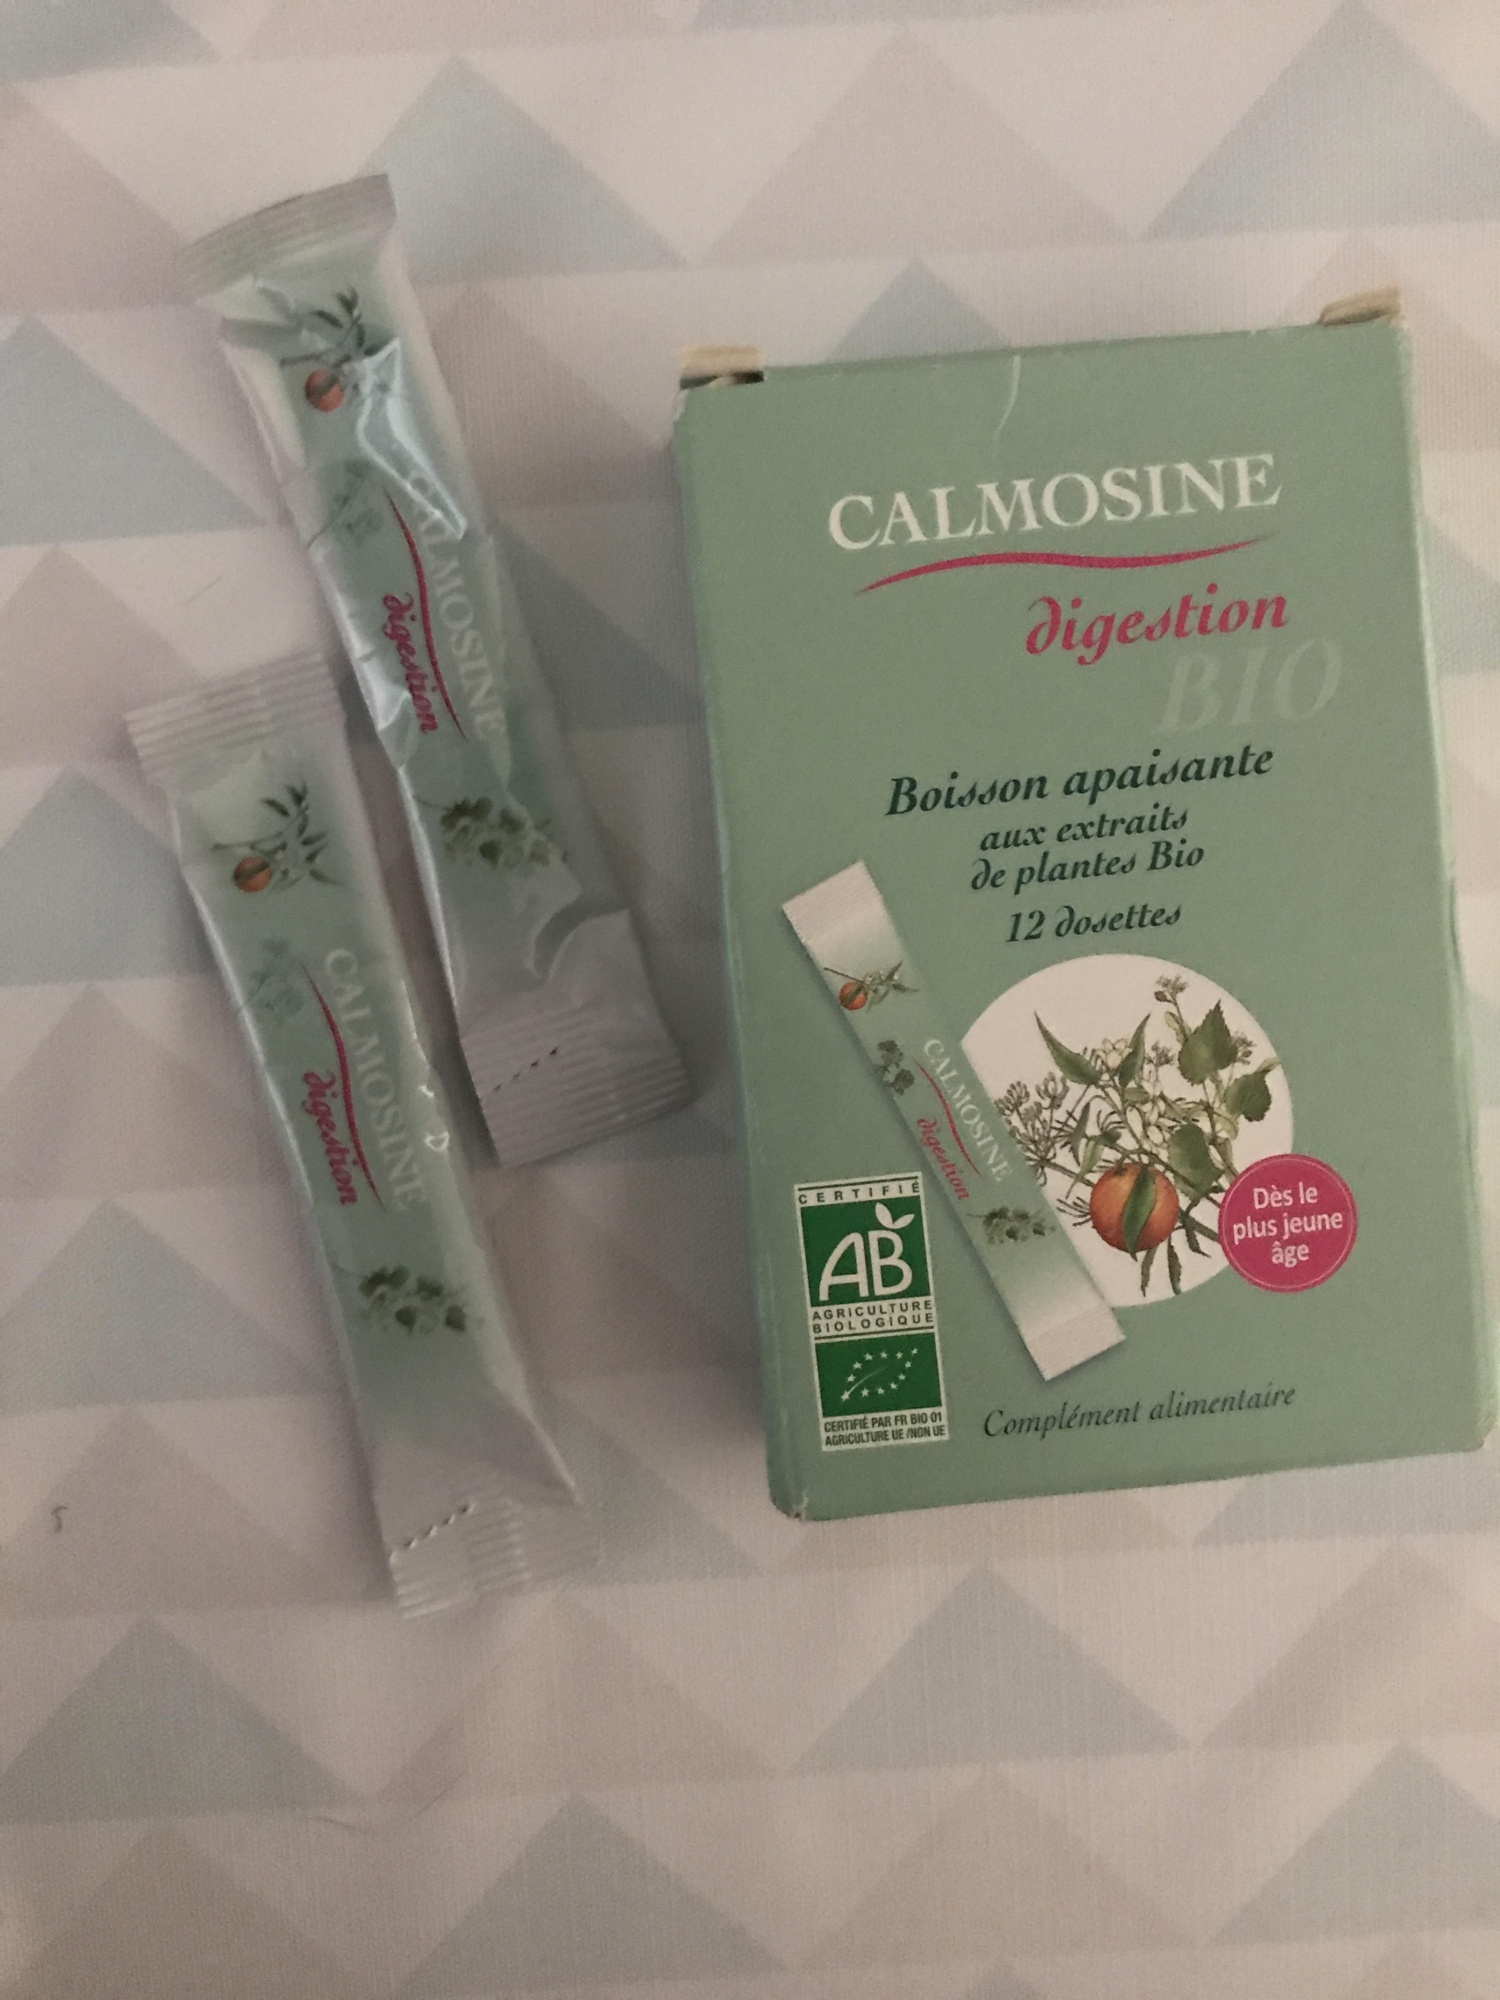 CALMOSINE
digestion
CALMOSINE
digestion
CALMOSINE
digestion
BIO
Boisson apaisante
aux extraits
de plantes Bio
12 dosettes
CALMOSINE
digestion
Dès le
plus jeune
âge
CERTIFIÉ
AB
AGRICULTURE
BIOLOGIQUE
CERTIFIÉ PAR FR BIO 01
AGRICULTURE UE /NON UE
Complément alimentaire